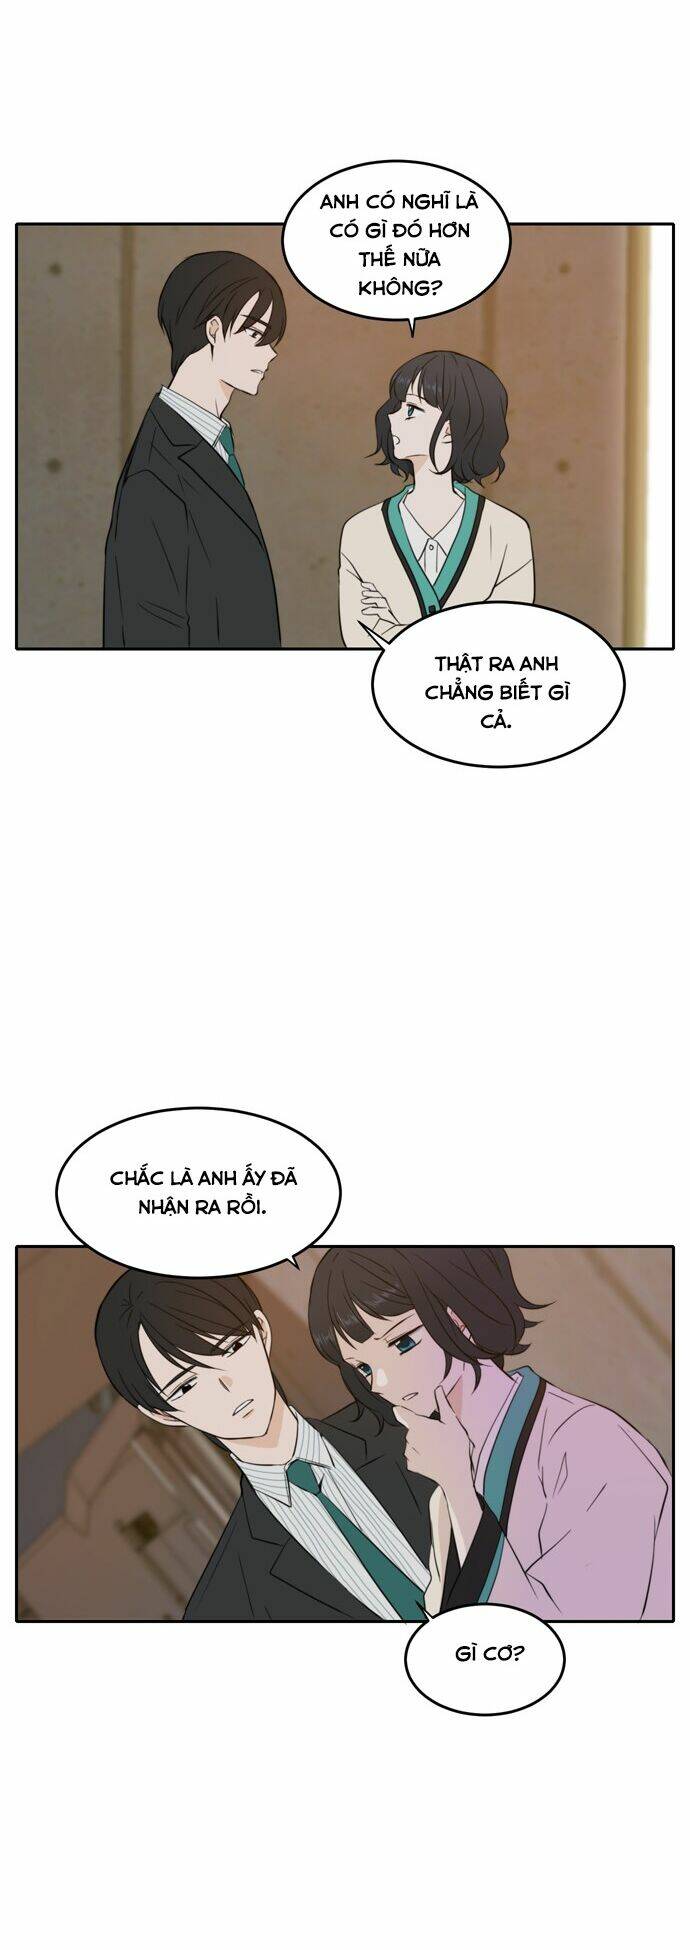 ANH CÓ NGHĨ LÀ
CÓ GÌ ĐÓ HƠN
THẾ NỮA
KHÔNG?
THẬT RA ANH
CHẲNG BIẾT GÌ
CẢ.
CHẮC LÀ ANH ẤY ĐÃ
NHẬN RA RỒI.
GÌ CƠ?